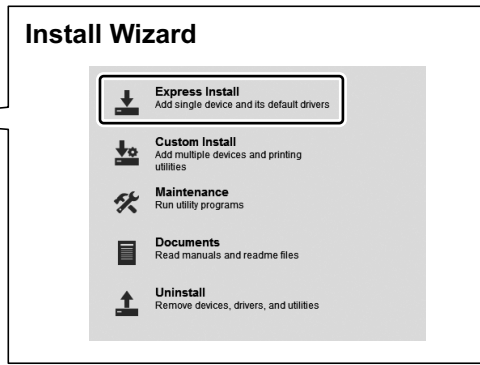 Install Wizard
Express Install
Add single device and its default drivers
Custom Install
Add multiple devices and printing
utilities
Maintenance
Run utility programs
Documents
Read manuals and readme files
Uninstall
Remove devices, drivers, and utilities